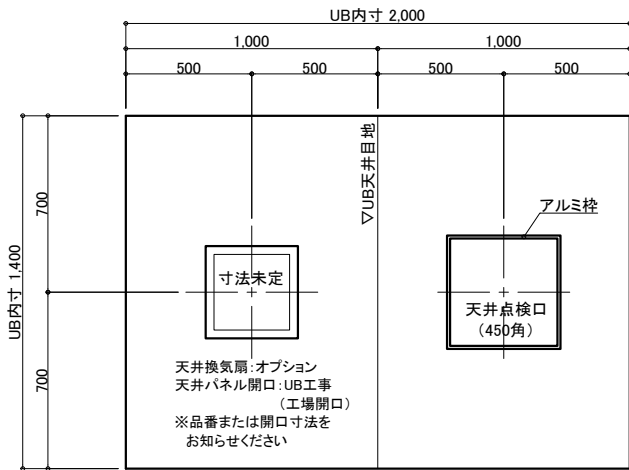 UB内寸 2,000
1,000
1,000
500
500
500
500
UB内寸 1,400
700
700
▽UB天井目地
アルミ枠
寸法未定
天井点検口
(450角)
天井換気扇:オプション
天井パネル開口:UB工事
(工場開口)
※品番または開口寸法を
お知らせください